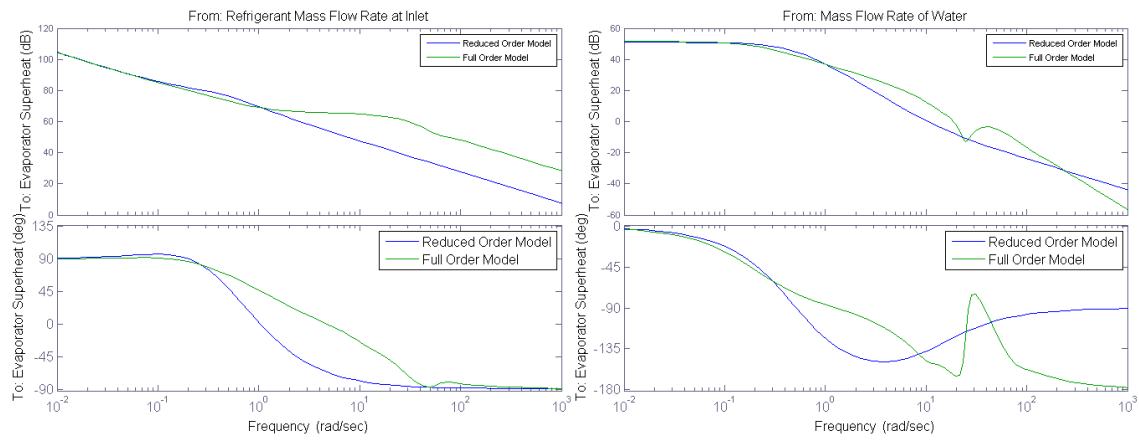 From: Refrigerant Mass Flow Rate at Inlet
120
100
80
60
40
20
0
To: Evaporator Superheat (dB)
Reduced Order Model
Full Order Model
135
90
45
0
-45
-90
To: Evaporator Superheat (deg)
Reduced Order Model
Full Order Model
10^-2
10^-1
10^0
10^1
10^2
10^3
Frequency (rad/sec)
From: Mass Flow Rate of Water
60
40
20
0
-20
-40
60
To: Evaporator Superheat (dB)
Reduced Order Model
Full Order Model
-0
-45
-90
-135
-180
To: Evaporator Superheat (deg)
Reduced Order Model
Full Order Model
10^-2
10^-1
10^0
10^1
10^2
10^3
Frequency (rad/sec)